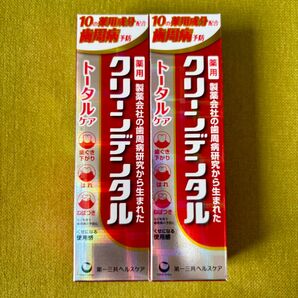 10の薬用成分配合
歯周病予防
薬用
クリーンデンタル
製薬会社の歯周病研究から生まれた
トータルケア
歯ぐき
下がり
はれ
ねばつき
くせになる
使用感
第一三共ヘルスケア
10の薬用成分配合
歯周病予防
薬用
クリーンデンタル
製薬会社の歯周病研究から生まれた
トータルケア
歯ぐき
下がり
はれ
ねばつき
くせになる
使用感
第一三共ヘルスケア